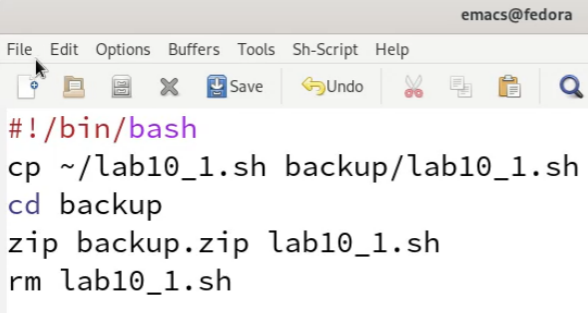 emacs@fedora
File Edit Options Buffers Tools Sh-Script Help
Save Undo
#!/bin/bash
cp ~/lab10_1.sh backup/lab10_1.sh
cd backup
zip backup.zip lab10_1.sh
rm lab10_1.sh